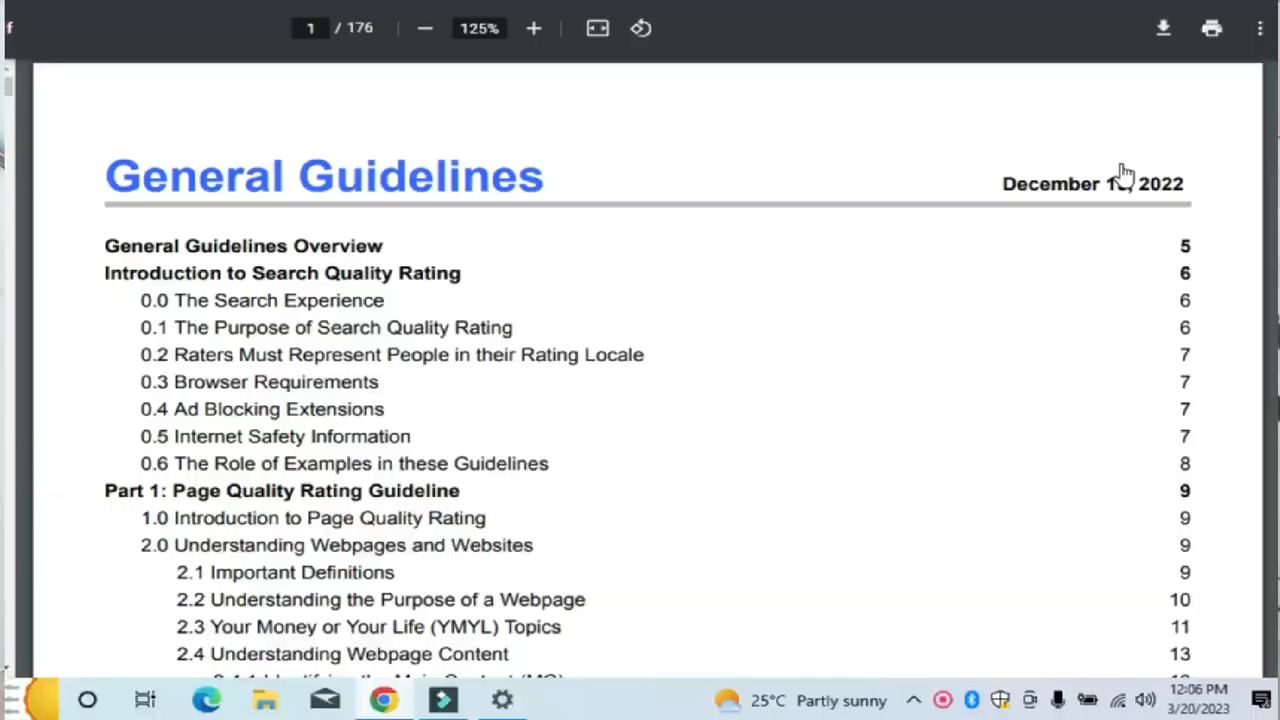 f
1 / 176
125%
General Guidelines
December 2022
General Guidelines Overview 5
Introduction to Search Quality Rating 6
0.0 The Search Experience 6
0.1 The Purpose of Search Quality Rating 6
0.2 Raters Must Represent People in their Rating Locale 7
0.3 Browser Requirements 7
0.4 Ad Blocking Extensions 7
0.5 Internet Safety Information 7
0.6 The Role of Examples in these Guidelines 8
Part 1: Page Quality Rating Guideline 9
1.0 Introduction to Page Quality Rating 9
2.0 Understanding Webpages and Websites 9
2.1 Important Definitions 9
2.2 Understanding the Purpose of a Webpage 10
2.3 Your Money or Your Life (YMYL) Topics 11
2.4 Understanding Webpage Content 13
25°C Partly sunny
12:06 PM
3/20/2023